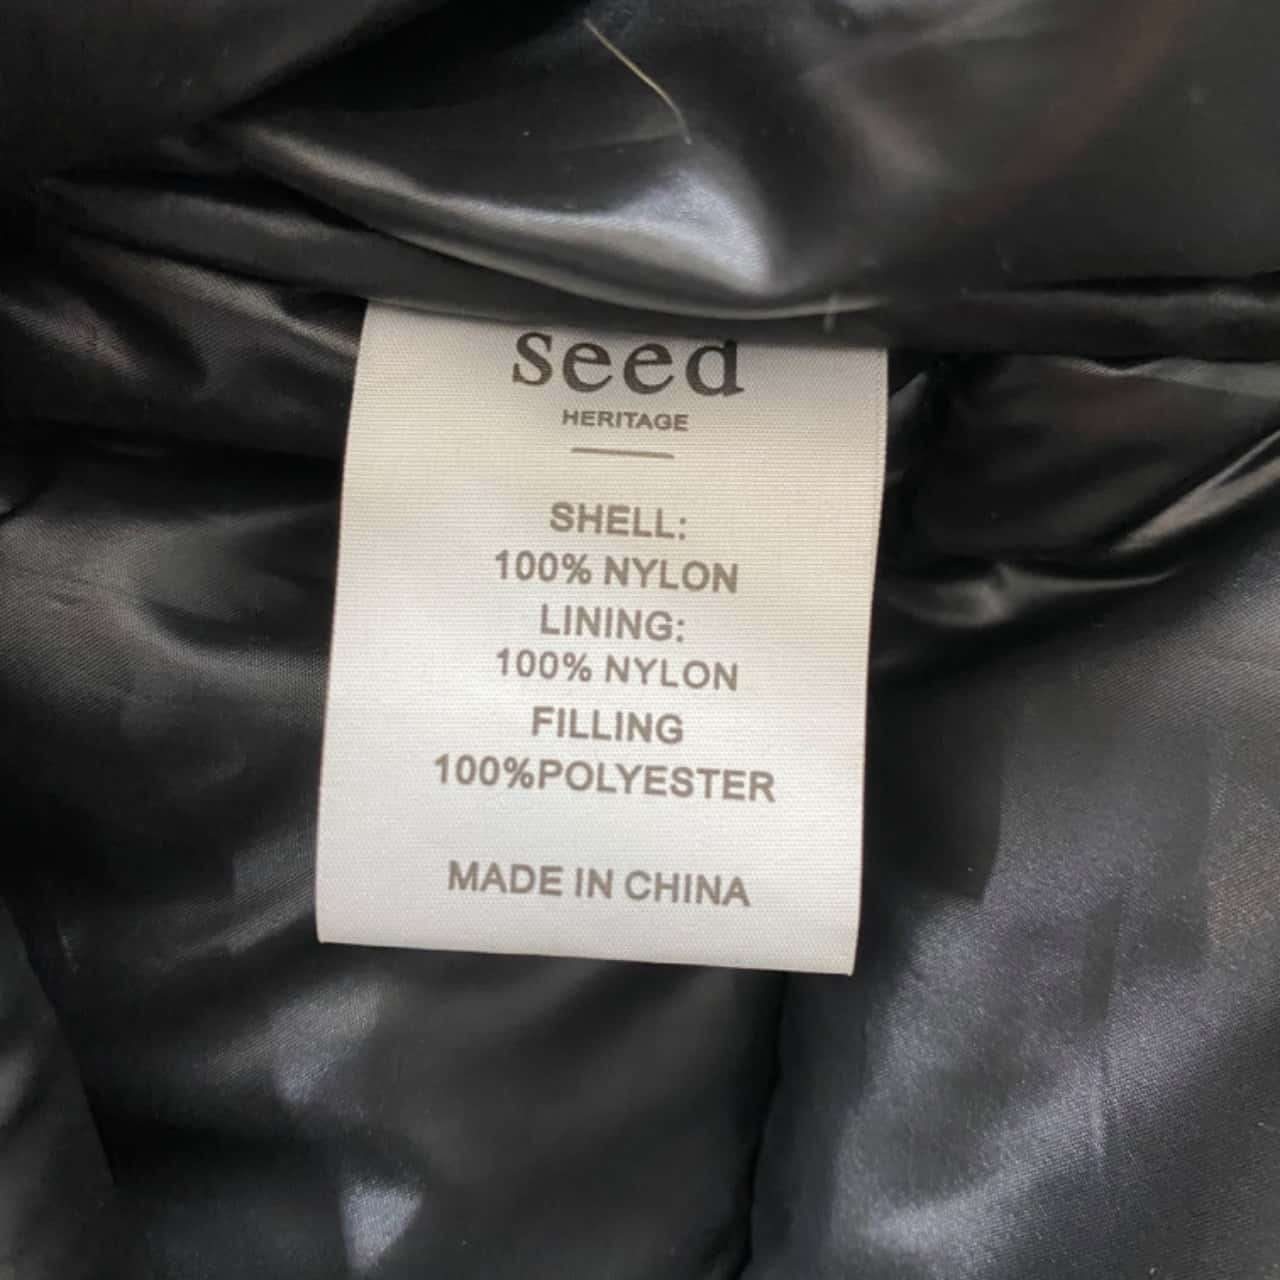 seed
HERITAGE
SHELL:
100% NYLON
LINING:
100% NYLON
FILLING
100%POLYESTER
MADE IN CHINA